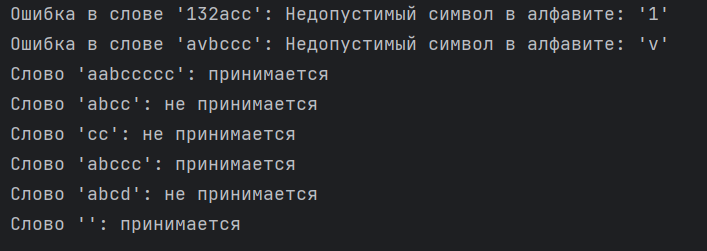 Ошибка в слове '132acc': Недопустимый символ в алфавите: '1'
Ошибка в слове 'avbccc': Недопустимый символ в алфавите: 'v'
Слово 'aabccccc': принимается
Слово 'abcc': не принимается
Слово 'cc': не принимается
Слово 'abccc': принимается
Слово 'abcd': не принимается
Слово '': принимается